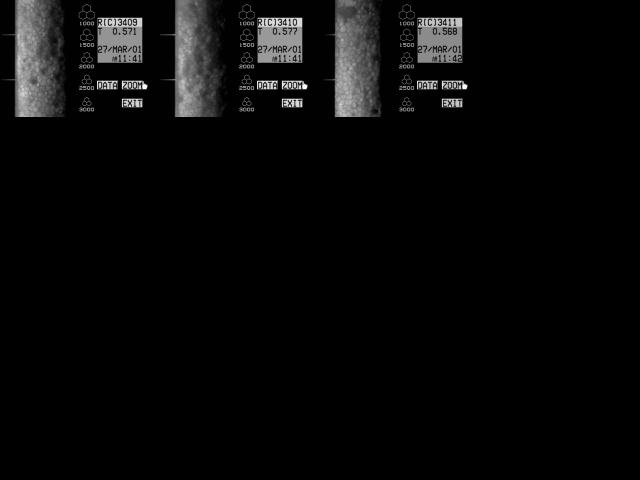 R(C)3409
T 0.571
27/MAR/01
11:41
1000
1500
2000
2500
3000
DATA ZOOM
EXIT
R(C)3410
T 0.577
27/MAR/01
11:41
1000
1500
2000
2500
3000
DATA ZOOM
EXIT
R(C)3411
T 0.568
27/MAR/01
11:42
1000
1500
2000
2500
3000
DATA ZOOM
EXIT